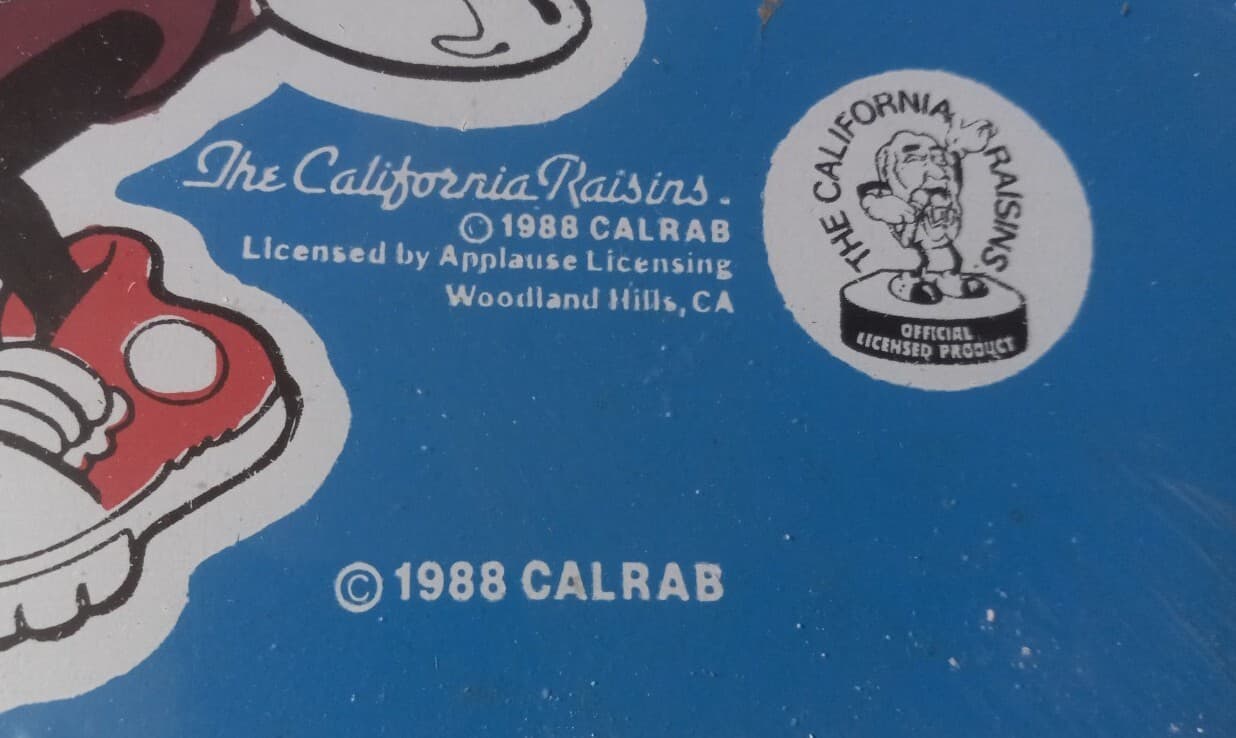 The California Raisins.
© 1988 CALRAB
Licensed by Applause Licensing
Woodland Hills, CA
THE CALIFORNIA RAISINS
OFFICIAL
LICENSED PRODUCT
© 1988 CALRAB